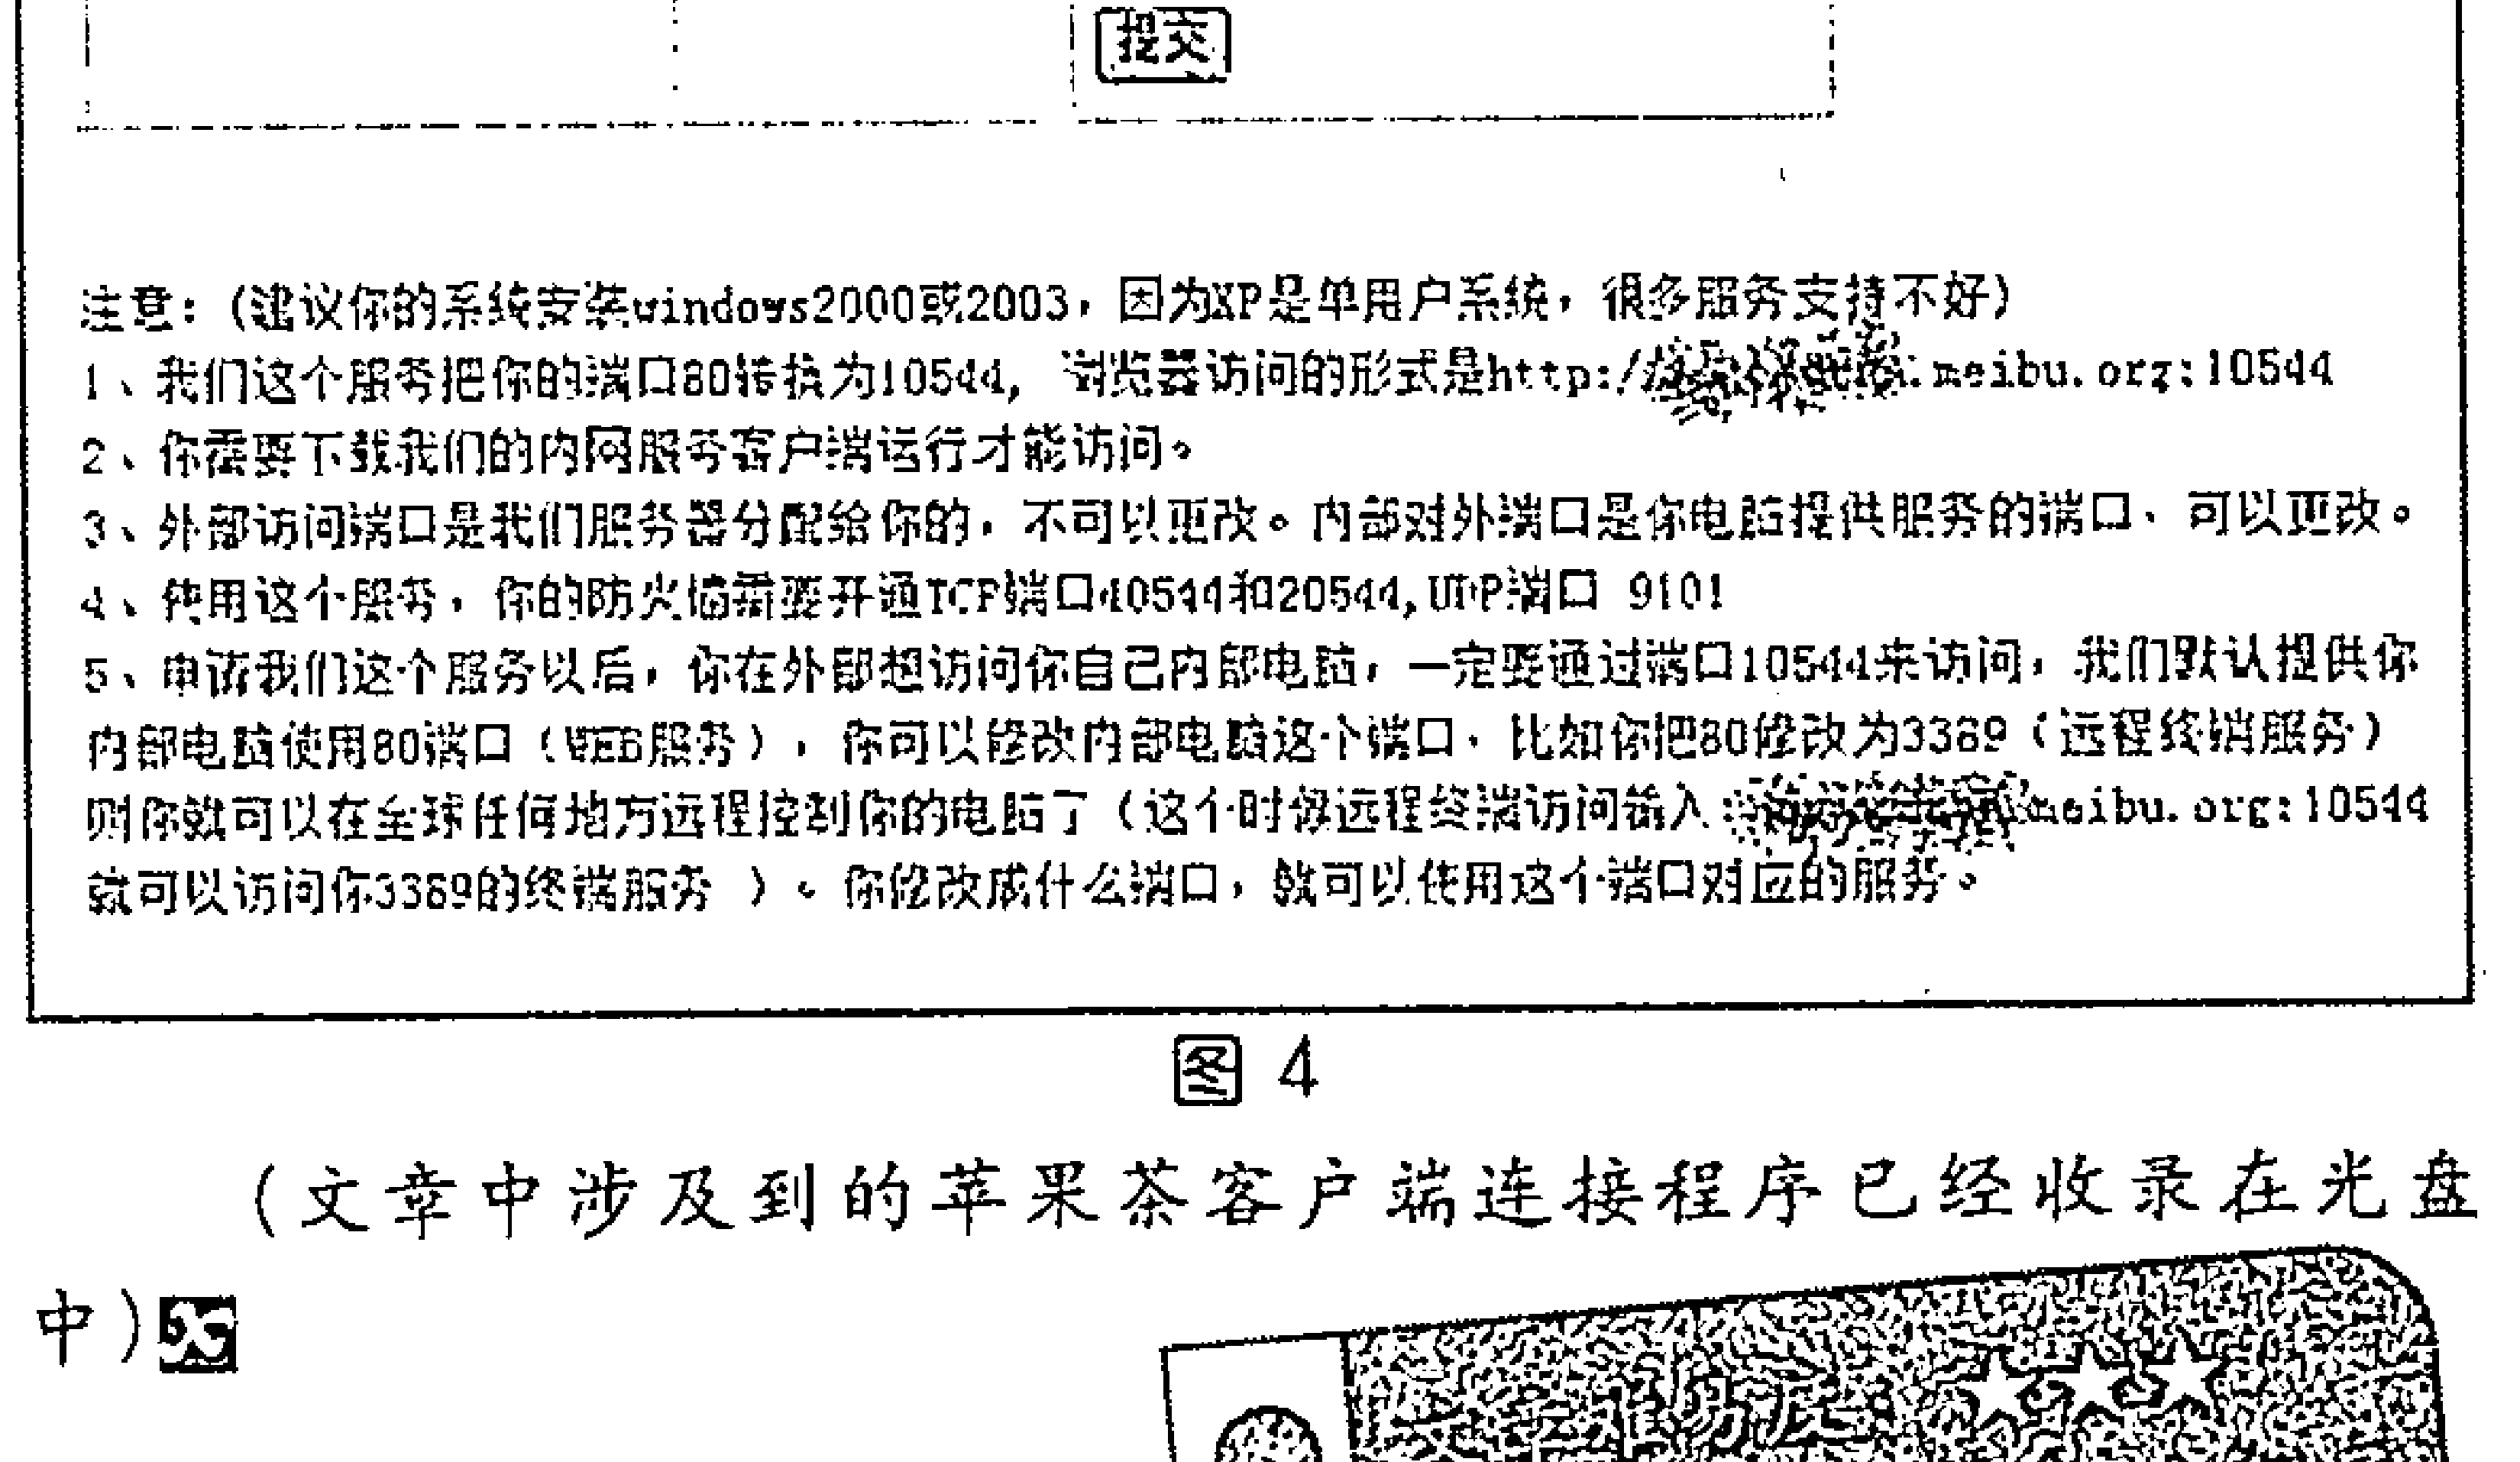 提交
注意：(建议你的系统安装windows2000或2003，因为XP是单用户系统，很多服务支持不好)
1、我们这个服务把你的端口80转换为10544, 浏览器访问的形式是http://.meibu.org:10544
2、你需要下载我们的内网服务客户端运行才能访问。
3、外部访问端口是我们服务器分配给你的，不可以更改。内部对外端口是你电脑提供服务的端口、可以更改。
4、使用这个服务，你的防火墙需要开通TCP端口40544和20544,UDP端口 9101
5、申请我们这个服务以后，你在外部想访问你自己内部电脑，一定要通过端口10544来访问，我们默认提供你
内部电脑使用80端口（WEB服务），你可以修改内部电脑这个端口，比如你把80修改为3389（远程终端服务）
则你就可以在全球任何地方远程控到你的电脑了（这个时候远程终端访问输入 meibu.org:10544
就可以访问你3389的终端服务 ）。你修改成什么端口，就可以使用这个端口对应的服务。
图 4
（文章中涉及到的苹果茶客户端连接程序已经收录在光盘
中）